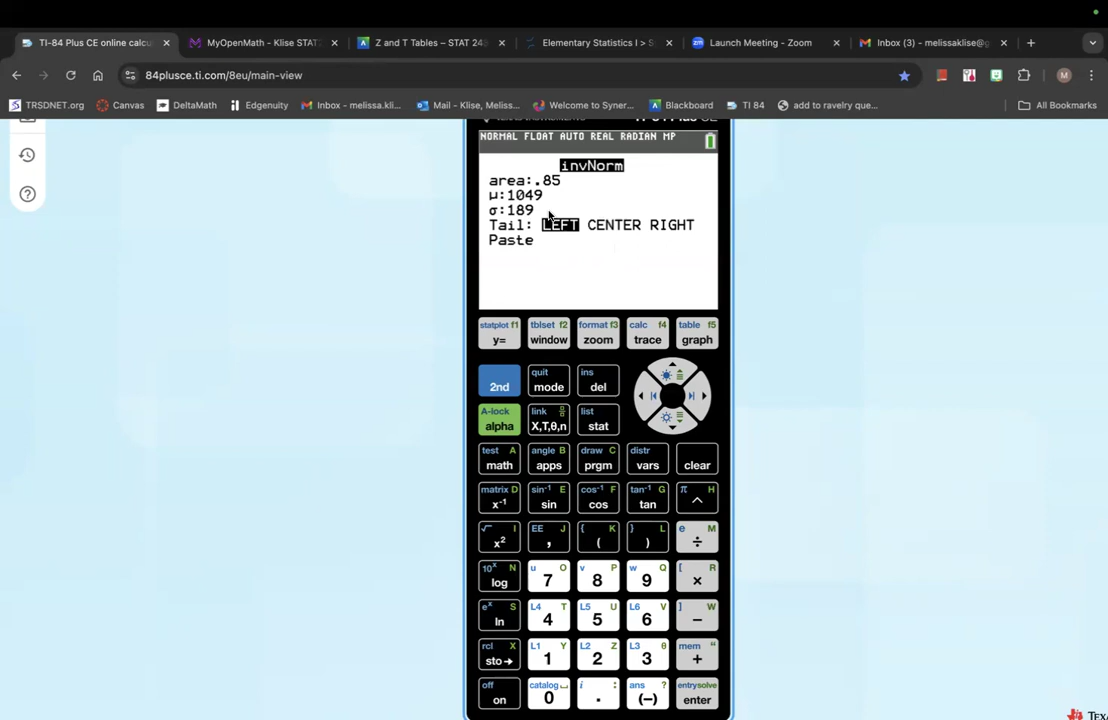 TI-84 Plus CE online calcu
MyOpenMath - Klise STAT
Z and T Tables – STAT 24
Elementary Statistics I > S
Launch Meeting - Zoom
Inbox (3) - melissaklise@g
84plusce.ti.com/8eu/main-view
M
TRSDNET.org
Canvas
DeltaMath
Edgenuity
Inbox - melissa.kli...
Mail - Klise, Meliss...
Welcome to Syner...
Blackboard
TI 84
add to ravelry que...
All Bookmarks
NORMAL FLOAT AUTO REAL RADIAN MP
invNorm
area:.85
μ:1049
σ:189
Tail: LEFT CENTER RIGHT
Paste
statplot f1 tblset f2 format f3 calc f4 table f5
y= window zoom trace graph
quit ins
2nd mode del
A-lock link list
alpha X,T,θ,n stat
test A angle B draw C distr
math apps prgm vars clear
matrix D sin⁻¹ E cos⁻¹ F tan⁻¹ G π H
x⁻¹ sin cos tan ^
√ I EE J { K } L e M
x² , ( ) ÷
10ˣ N u O v P w Q [ R
log 7 8 9 ×
eˣ S L4 T L5 U L6 V ] W
ln 4 5 6 −
rcl X L1 Y L2 Z L3 θ mem "
sto→ 1 2 3 +
off catalog i : ans ? entry solve
on 0 . (−) enter